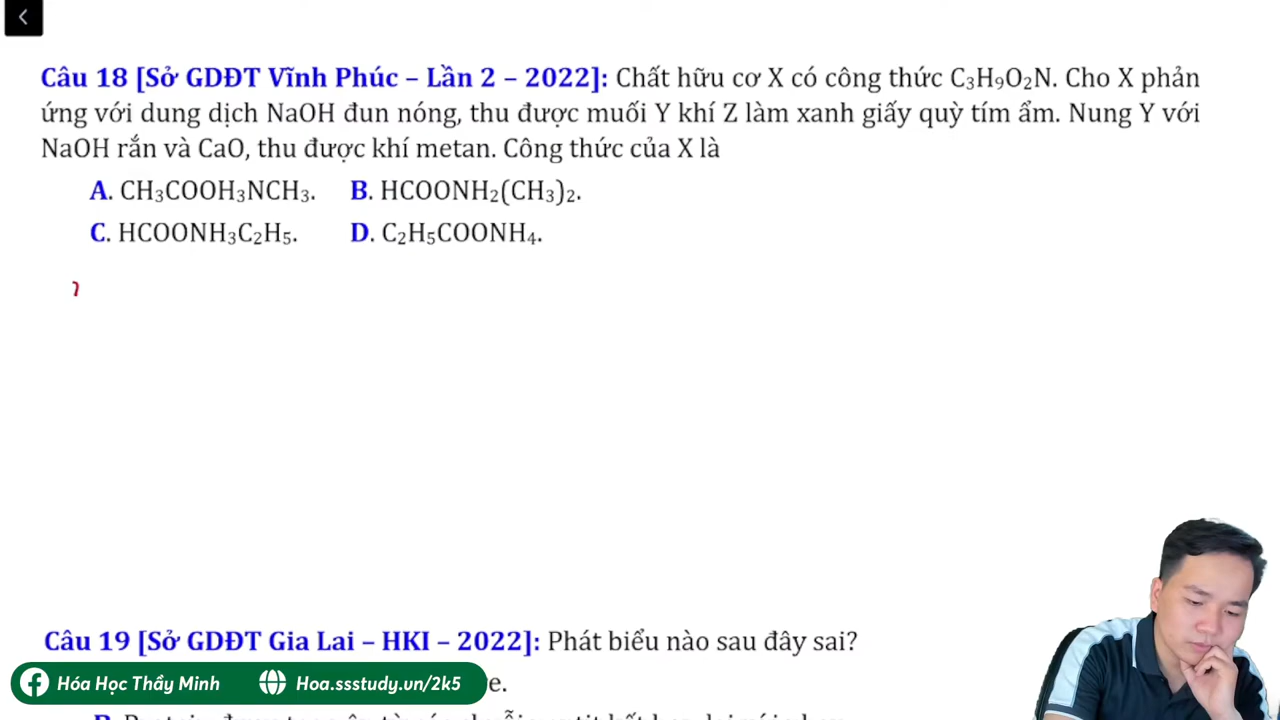 Câu 18 [Sở GDĐT Vĩnh Phúc – Lần 2 – 2022]: Chất hữu cơ X có công thức C₃H₉O₂N. Cho X phản
ứng với dung dịch NaOH đun nóng, thu được muối Y khí Z làm xanh giấy quỳ tím ẩm. Nung Y với
NaOH rắn và CaO, thu được khí metan. Công thức của X là
A. CH₃COOH₃NCH₃. B. HCOONH₂(CH₃)₂.
C. HCOONH₃C₂H₅. D. C₂H₅COONH₄.
Câu 19 [Sở GDĐT Gia Lai – HKI – 2022]: Phát biểu nào sau đây sai?
Hóa Học Thầy Minh Hoa.ssstudy.vn/2k5